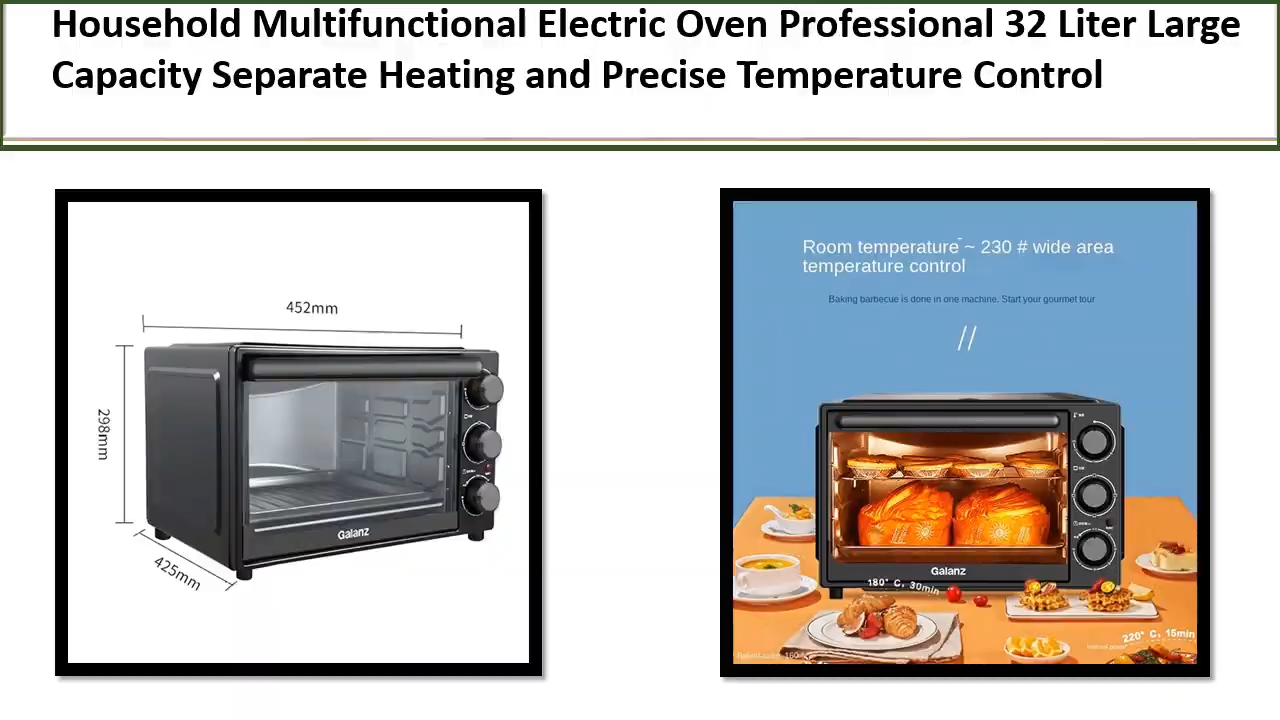 Household Multifunctional Electric Oven Professional 32 Liter Large
Capacity Separate Heating and Precise Temperature Control
452mm
298mm
425mm
Galanz
Room temperature ~ 230 # wide area
temperature control
Baking barbecue is done in one machine. Start your gourmet tour
//
Galanz
180° C, 30min
220° C, 15min